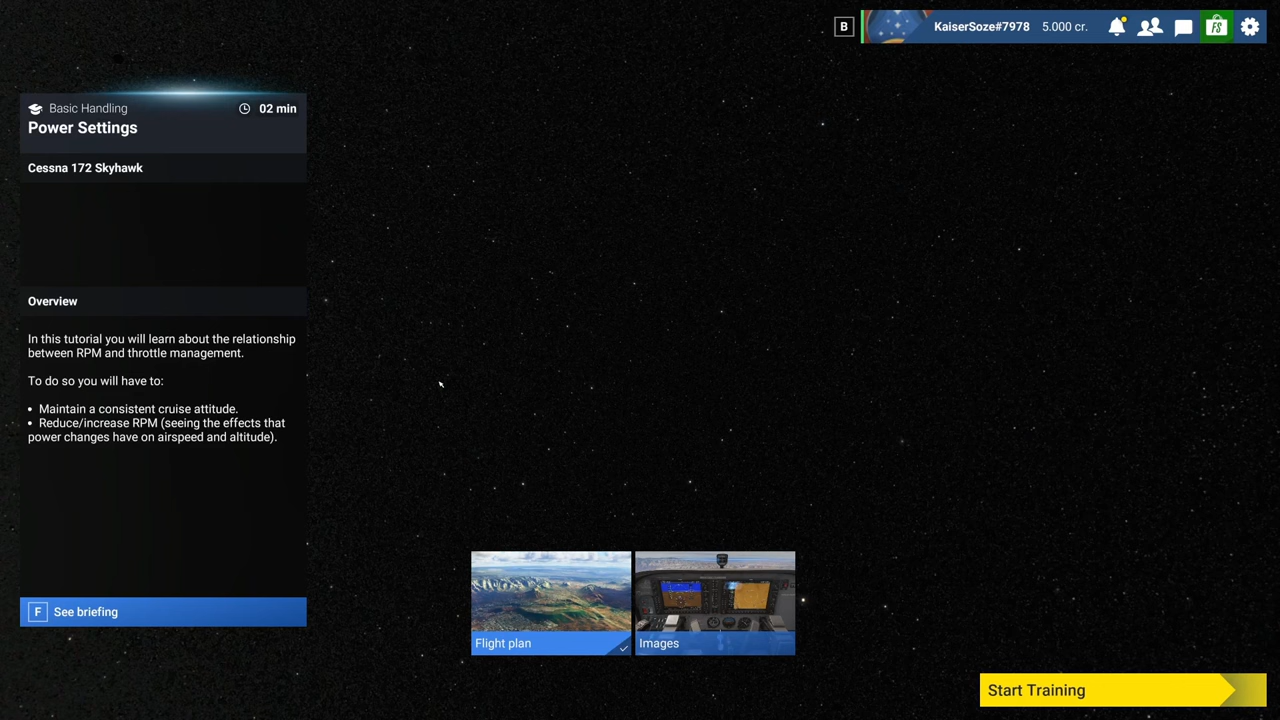 B
KaiserSoze#7978 5.000 cr.
FS
Basic Handling 02 min
Power Settings
Cessna 172 Skyhawk
Overview
In this tutorial you will learn about the relationship
between RPM and throttle management.
To do so you will have to:
• Maintain a consistent cruise attitude.
• Reduce/increase RPM (seeing the effects that
power changes have on airspeed and altitude).
F See briefing
Flight plan
Images
Start Training